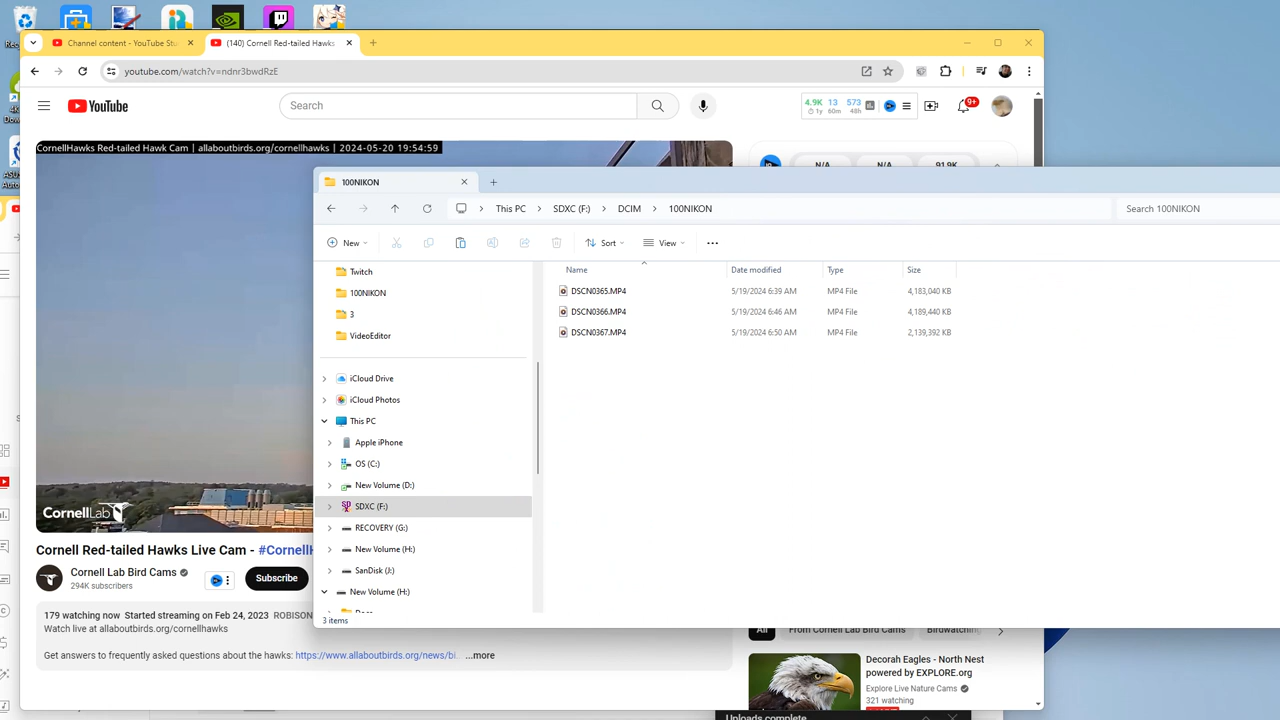 Channel content - YouTube Stu
(140) Cornell Red-tailed Hawks
youtube.com/watch?v=ndnr3bwdRzE
YouTube
Search
4.9K 13 573
1y 60m 48h
9+
CornellHawks Red-tailed Hawk Cam | allaboutbirds.org/cornellhawks | 2024-05-20 19:54:59
N/A N/A 91.9K
100NIKON
This PC
SDXC (F:)
DCIM
100NIKON
Search 100NIKON
New
Sort
View
Name
Date modified
Type
Size
Twitch
100NIKON
3
VideoEditor
iCloud Drive
iCloud Photos
This PC
Apple iPhone
OS (C:)
New Volume (D:)
SDXC (F:)
RECOVERY (G:)
New Volume (H:)
SanDisk (J:)
New Volume (H:)
DSCN0365.MP4 5/19/2024 6:39 AM MP4 File 4,183,040 KB
DSCN0366.MP4 5/19/2024 6:46 AM MP4 File 4,189,440 KB
DSCN0367.MP4 5/19/2024 6:50 AM MP4 File 2,139,392 KB
3 items
CornellLab
Cornell Red-tailed Hawks Live Cam - #CornellH
Cornell Lab Bird Cams
294K subscribers
Subscribe
179 watching now Started streaming on Feb 24, 2023 ROBISON
Watch live at allaboutbirds.org/cornellhawks
Get answers to frequently asked questions about the hawks: https://www.allaboutbirds.org/news/bi... ...more
All
From Cornell Lab Bird Cams
Birdwatching
Decorah Eagles - North Nest
powered by EXPLORE.org
Explore Live Nature Cams
321 watching
Uploads complete